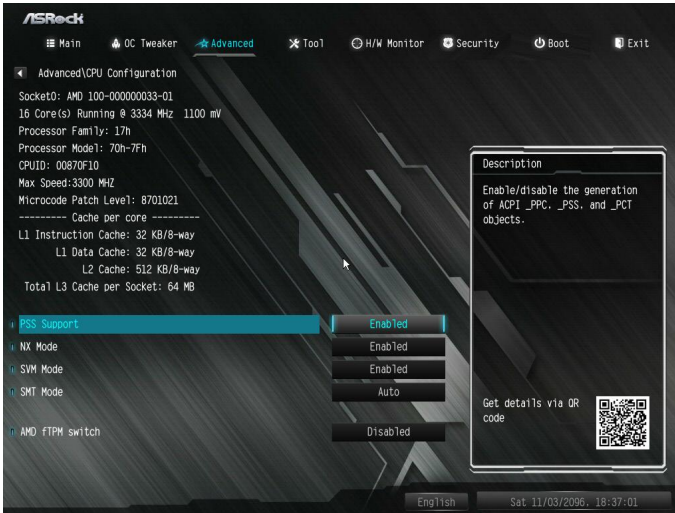 ASRock
Main OC Tweaker Advanced Tool H/W Monitor Security Boot Exit
Advanced\CPU Configuration
Socket0: AMD 100-000000033-01
16 Core(s) Running @ 3334 MHz 1100 mV
Processor Family: 17h
Processor Model: 70h-7Fh
CPUID: 00870F10
Max Speed:3300 MHZ
Microcode Patch Level: 8701021
--------- Cache per core ---------
L1 Instruction Cache: 32 KB/8-way
L1 Data Cache: 32 KB/8-way
L2 Cache: 512 KB/8-way
Total L3 Cache per Socket: 64 MB
PSS Support Enabled
NX Mode Enabled
SVM Mode Enabled
SMT Mode Auto
AMD fTPM switch Disabled
Description
Enable/disable the generation
of ACPI _PPC, _PSS, and _PCT
objects.
Get details via QR
code
English Sat 11/03/2096, 18:37:01